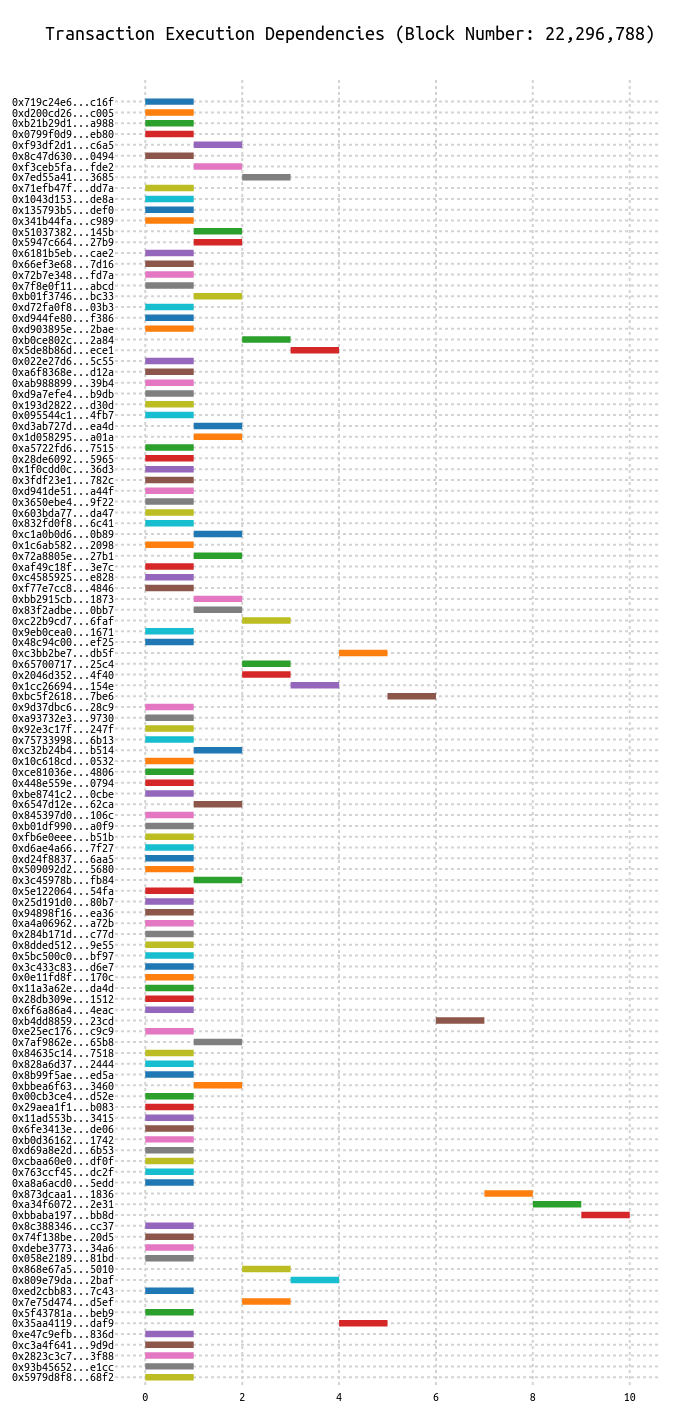 Transaction Execution Dependencies (Block Number: 22,296,788)
0x719c24e6...c16f
0xd200cd26...c005
0xb21b29d1...a988
0x0799f0d9...eb80
0xf93df2d1...c6a5
0x8c47d630...0494
0xf3ceb5fa...fde2
0x7ed55a41...3685
0x71efb47f...dd7a
0x1043d153...de8a
0x135793b5...def0
0x341b44fa...c989
0x51037382...145b
0x5947c664...27b9
0x6181b5eb...cae2
0x66ef3e68...7d16
0x72b7e348...fd7a
0x7f8e0f11...abcd
0xb01f3746...bc33
0xd72fa0f8...03b3
0xd944fe80...f386
0xd903895e...2bae
0xb0ce802c...2a84
0x5de8b86d...ece1
0x022e27d6...5c55
0xa6f8368e...d12a
0xab988899...39b4
0xd9a7efe4...b9db
0x193d2822...d30d
0x095544c1...4fb7
0xd3ab727d...ea4d
0x1d058295...a01a
0xa5722fd6...7515
0x28de6092...5965
0x1f0cdd0c...36d3
0x3fdf23e1...782c
0xd941de51...a44f
0x3650ebe4...9f22
0x603bda77...da47
0x832fd0f8...6c41
0xc1a0b0d6...0b89
0x1c6ab582...2098
0x72a8805e...27b1
0xaf49c18f...3e7c
0xc4585925...e828
0xf77e7cc8...4846
0xbb2915cb...1873
0x83f2adbe...0bb7
0xc22b9cd7...6faf
0x9eb0cea0...1671
0x48c94c00...ef25
0xc3bb2be7...db5f
0x65700717...25c4
0x2046d352...4f40
0x1cc26694...154e
0xbc5f2618...7be6
0x9d37dbc6...28c9
0xa93732e3...9730
0x92e3c17f...247f
0x75733998...6b13
0xc32b24b4...b514
0x10c618cd...0532
0xce81036e...4806
0x448e559e...0794
0xbe8741c2...0cbe
0x6547d12e...62ca
0x845397d0...106c
0xb01df990...a0f9
0xfb6e0eee...b51b
0xd6ae4a66...7f27
0xd24f8837...6aa5
0x509092d2...5680
0x3c45978b...fb84
0x5e122064...54fa
0x25d191d0...80b7
0x94898f16...ea36
0xa4a06962...a72b
0x284b171d...c77d
0x8dded512...9e55
0x5bc500c0...bf97
0x3c433c83...d6e7
0x0e11fd8f...170c
0x11a3a62e...da4d
0x28db309e...1512
0x6f6a86a4...4eac
0xb4dd8859...23cd
0xe25ec176...c9c9
0x7af9862e...65b8
0x84635c14...7518
0x828a6d37...2444
0x8b99f5ae...ed5a
0xbbea6f63...3460
0x00cb3ce4...d52e
0x29aea1f1...b083
0x11ad553b...3415
0x6fe3413e...de06
0xb0d36162...1742
0xd69a8e2d...6b53
0xcbaa60e0...df0f
0x763ccf45...dc2f
0xa8a6acd0...5edd
0x873dcaa1...1836
0xa34f6072...2e31
0xbbaba197...bb8d
0x8c388346...cc37
0x74f138be...20d5
0xdebe3773...34a6
0x058e2189...81bd
0x868e67a5...5010
0x809e79da...2baf
0xed2cbb83...7c43
0x7e75d474...d5ef
0x5f43781a...beb9
0x35aa4119...daf9
0xe47c9efb...836d
0xc3a4f641...9d9d
0x2823c3c7...3f88
0x93b45652...e1cc
0x5979d8f8...68f2
0 2 4 6 8 10